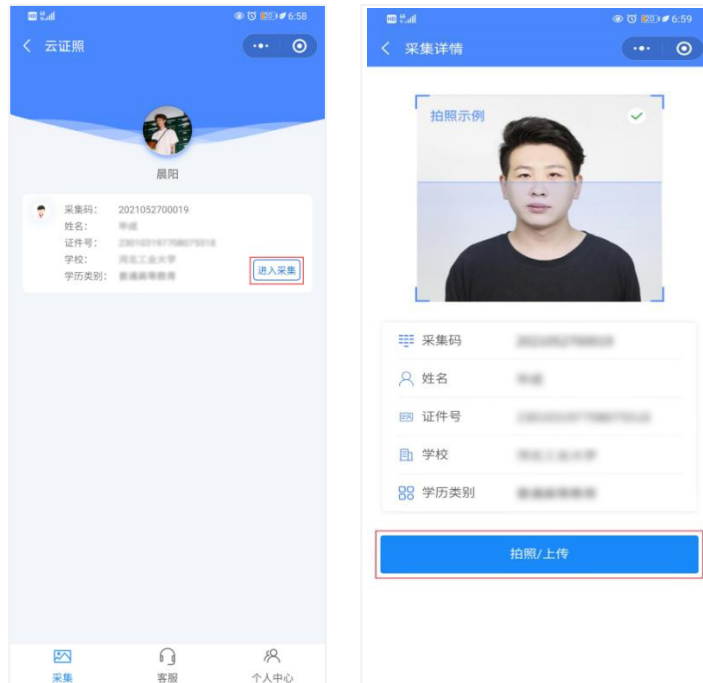 6:58
云证照
晨阳
采集码: 2021052700019
姓名:
证件号:
学校:
学历类别:
进入采集
采集
客服
个人中心
6:59
采集详情
拍照示例
采集码
姓名
证件号
学校
学历类别
拍照/上传